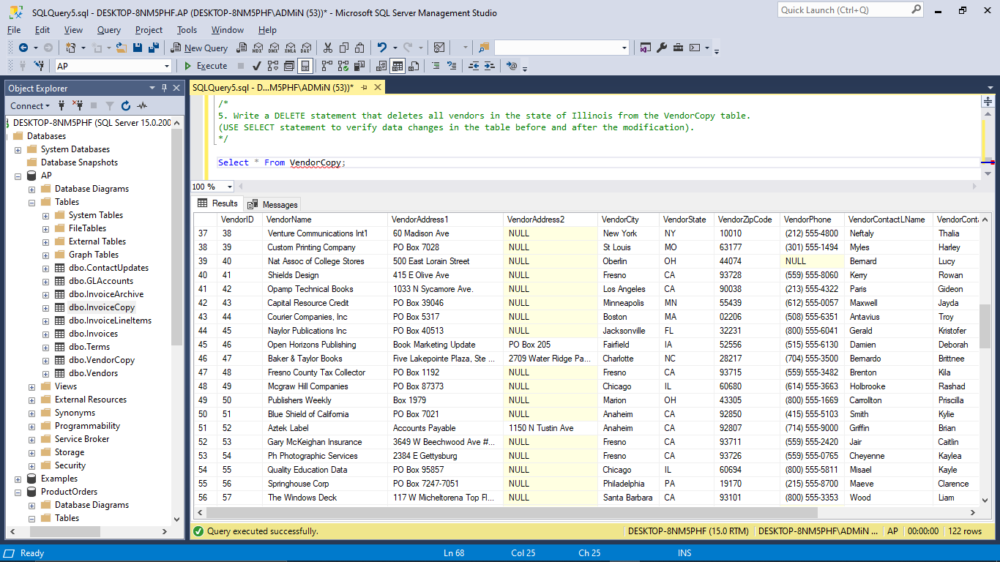 SQLQuery5.sql - DESKTOP-8NM5PHF.AP (DESKTOP-8NM5PHF\ADMiN (53))* - Microsoft SQL Server Management Studio
Quick Launch (Ctrl+Q)
File Edit View Query Project Tools Window Help
New Query MDX DMX XMLA DAX
AP Execute
Object Explorer
SQLQuery5.sql - D...M5PHF\ADMiN (53))*
Connect
DESKTOP-8NM5PHF (SQL Server 15.0.200
Databases
System Databases
Database Snapshots
AP
Database Diagrams
Tables
System Tables
FileTables
External Tables
Graph Tables
dbo.ContactUpdates
dbo.GLAccounts
dbo.InvoiceArchive
dbo.InvoiceCopy
dbo.InvoiceLineItems
dbo.Invoices
dbo.Terms
dbo.VendorCopy
dbo.Vendors
Views
External Resources
Synonyms
Programmability
Service Broker
Storage
Security
Examples
ProductOrders
Database Diagrams
Tables
/*
5. Write a DELETE statement that deletes all vendors in the state of Illinois from the VendorCopy table.
(USE SELECT statement to verify data changes in the table before and after the modification).
*/
Select * From VendorCopy;
100 %
Results Messages
VendorID VendorName VendorAddress1 VendorAddress2 VendorCity VendorState VendorZipCode VendorPhone VendorContactLName VendorConta
37 38 Venture Communications Int'l 60 Madison Ave NULL New York NY 10010 (212) 555-4800 Neftaly Thalia
38 39 Custom Printing Company PO Box 7028 NULL St Louis MO 63177 (301) 555-1494 Myles Harley
39 40 Nat Assoc of College Stores 500 East Lorain Street NULL Oberlin OH 44074 NULL Bernard Lucy
40 41 Shields Design 415 E Olive Ave NULL Fresno CA 93728 (559) 555-8060 Kerry Rowan
41 42 Opamp Technical Books 1033 N Sycamore Ave. NULL Los Angeles CA 90038 (213) 555-4322 Paris Gideon
42 43 Capital Resource Credit PO Box 39046 NULL Minneapolis MN 55439 (612) 555-0057 Maxwell Jayda
43 44 Courier Companies, Inc PO Box 5317 NULL Boston MA 02206 (508) 555-6351 Antavius Troy
44 45 Naylor Publications Inc PO Box 40513 NULL Jacksonville FL 32231 (800) 555-6041 Gerald Kristofer
45 46 Open Horizons Publishing Book Marketing Update PO Box 205 Fairfield IA 52556 (515) 555-6130 Damien Deborah
46 47 Baker & Taylor Books Five Lakepointe Plaza, Ste ... 2709 Water Ridge Pa... Charlotte NC 28217 (704) 555-3500 Bernardo Brittnee
47 48 Fresno County Tax Collector PO Box 1192 NULL Fresno CA 93715 (559) 555-3482 Brenton Kila
48 49 Mcgraw Hill Companies PO Box 87373 NULL Chicago IL 60680 (614) 555-3663 Holbrooke Rashad
49 50 Publishers Weekly Box 1979 NULL Marion OH 43305 (800) 555-1669 Carrollton Priscilla
50 51 Blue Shield of California PO Box 7021 NULL Anaheim CA 92850 (415) 555-5103 Smith Kylie
51 52 Aztek Label Accounts Payable 1150 N Tustin Ave Anaheim CA 92807 (714) 555-9000 Griffin Brian
52 53 Gary McKeighan Insurance 3649 W Beechwood Ave #... NULL Fresno CA 93711 (559) 555-2420 Jair Caitlin
53 54 Ph Photographic Services 2384 E Gettysburg NULL Fresno CA 93726 (559) 555-0765 Cheyenne Kaylea
54 55 Quality Education Data PO Box 95857 NULL Chicago IL 60694 (800) 555-5811 Misael Kayle
55 56 Springhouse Corp PO Box 7247-7051 NULL Philadelphia PA 19170 (215) 555-8700 Maeve Clarence
56 57 The Windows Deck 117 W Micheltorena Top Fl... NULL Santa Barbara CA 93101 (800) 555-3353 Wood Liam
Query executed successfully. DESKTOP-8NM5PHF (15.0 RTM) DESKTOP-8NM5PHF\ADMiN ... AP 00:00:00 122 rows
Ready Ln 68 Col 25 Ch 25 INS